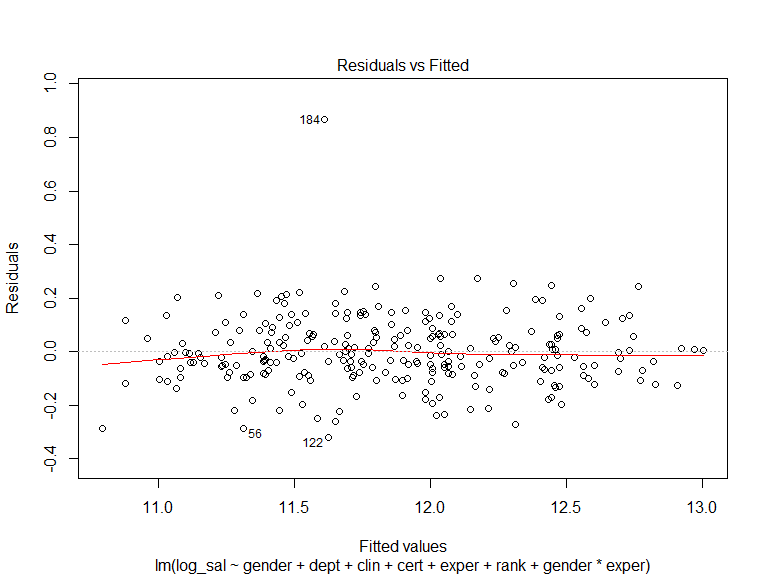 Residuals vs Fitted
Residuals
1.0
0.8
0.6
0.4
0.2
0.0
-0.2
-0.4
184
56
122
11.0 11.5 12.0 12.5 13.0
Fitted values
lm(log_sal ~ gender + dept + clin + cert + exper + rank + gender * exper)